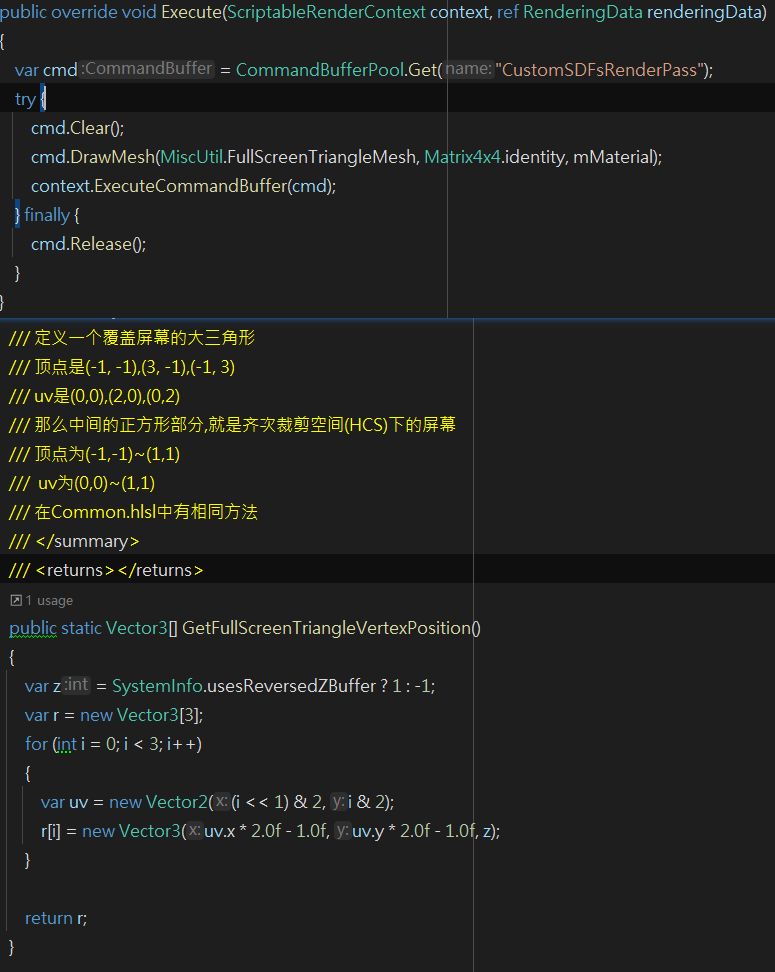 public override void Execute(ScriptableRenderContext context, ref RenderingData renderingData)
{
var cmd :CommandBuffer = CommandBufferPool.Get( name: "CustomSDFsRenderPass");
try {
cmd.Clear();
cmd.DrawMesh(MiscUtil.FullScreenTriangleMesh, Matrix4x4.identity, mMaterial);
context.ExecuteCommandBuffer(cmd);
} finally {
cmd.Release();
}
}
/// 定义一个覆盖屏幕的大三角形
/// 顶点是(-1, -1),(3, -1),(-1, 3)
/// uv是(0,0),(2,0),(0,2)
/// 那么中间的正方形部分,就是齐次裁剪空间(HCS)下的屏幕
/// 顶点为(-1,-1)~(1,1)
/// uv为(0,0)~(1,1)
/// 在Common.hlsl中有相同方法
/// </summary>
/// <returns></returns>
1 usage
public static Vector3[] GetFullScreenTriangleVertexPosition()
{
var z :int = SystemInfo.usesReversedZBuffer ? 1 : -1;
var r = new Vector3[3];
for (int i = 0; i < 3; i++)
{
var uv = new Vector2( x: (i << 1) & 2, y: i & 2);
r[i] = new Vector3( x: uv.x * 2.0f - 1.0f, y: uv.y * 2.0f - 1.0f, z);
}
return r;
}